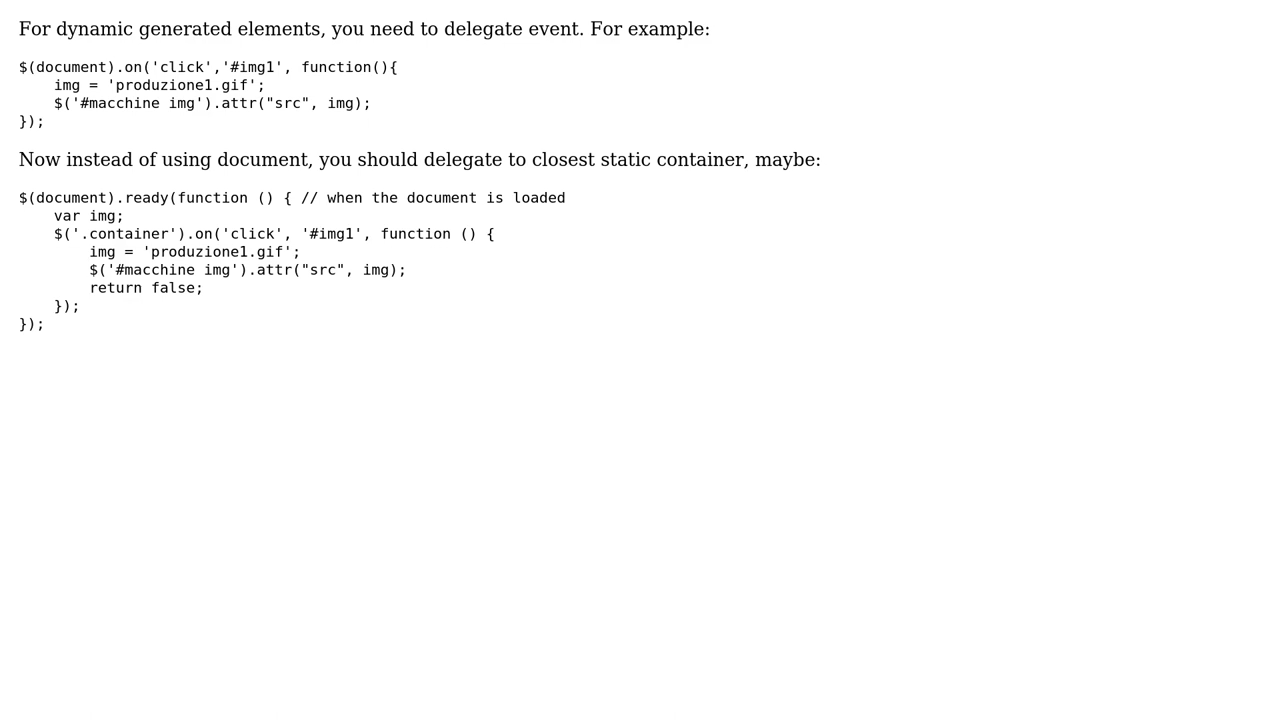 For dynamic generated elements, you need to delegate event. For example:
$(document).on('click','#img1', function(){
    img = 'produzione1.gif';
    $('#macchine img').attr("src", img);
});
Now instead of using document, you should delegate to closest static container, maybe:
$(document).ready(function () { // when the document is loaded
    var img;
    $('.container').on('click', '#img1', function () {
        img = 'produzione1.gif';
        $('#macchine img').attr("src", img);
        return false;
    });
});